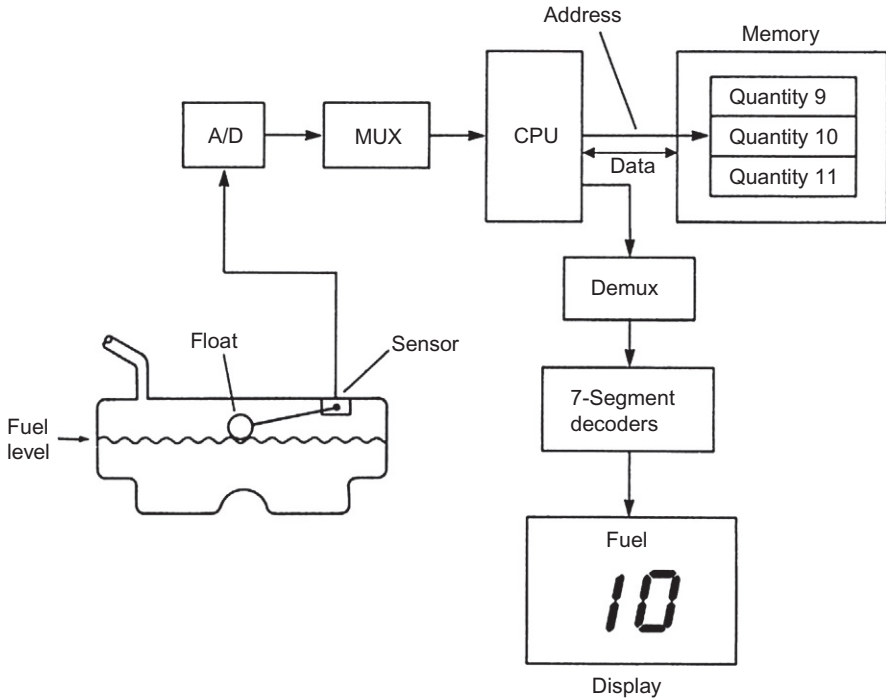 Address
Memory
A/D
MUX
CPU
Data
Quantity 9
Quantity 10
Quantity 11
Demux
Float
Sensor
Fuel
level
7-Segment
decoders
Fuel
10
Display